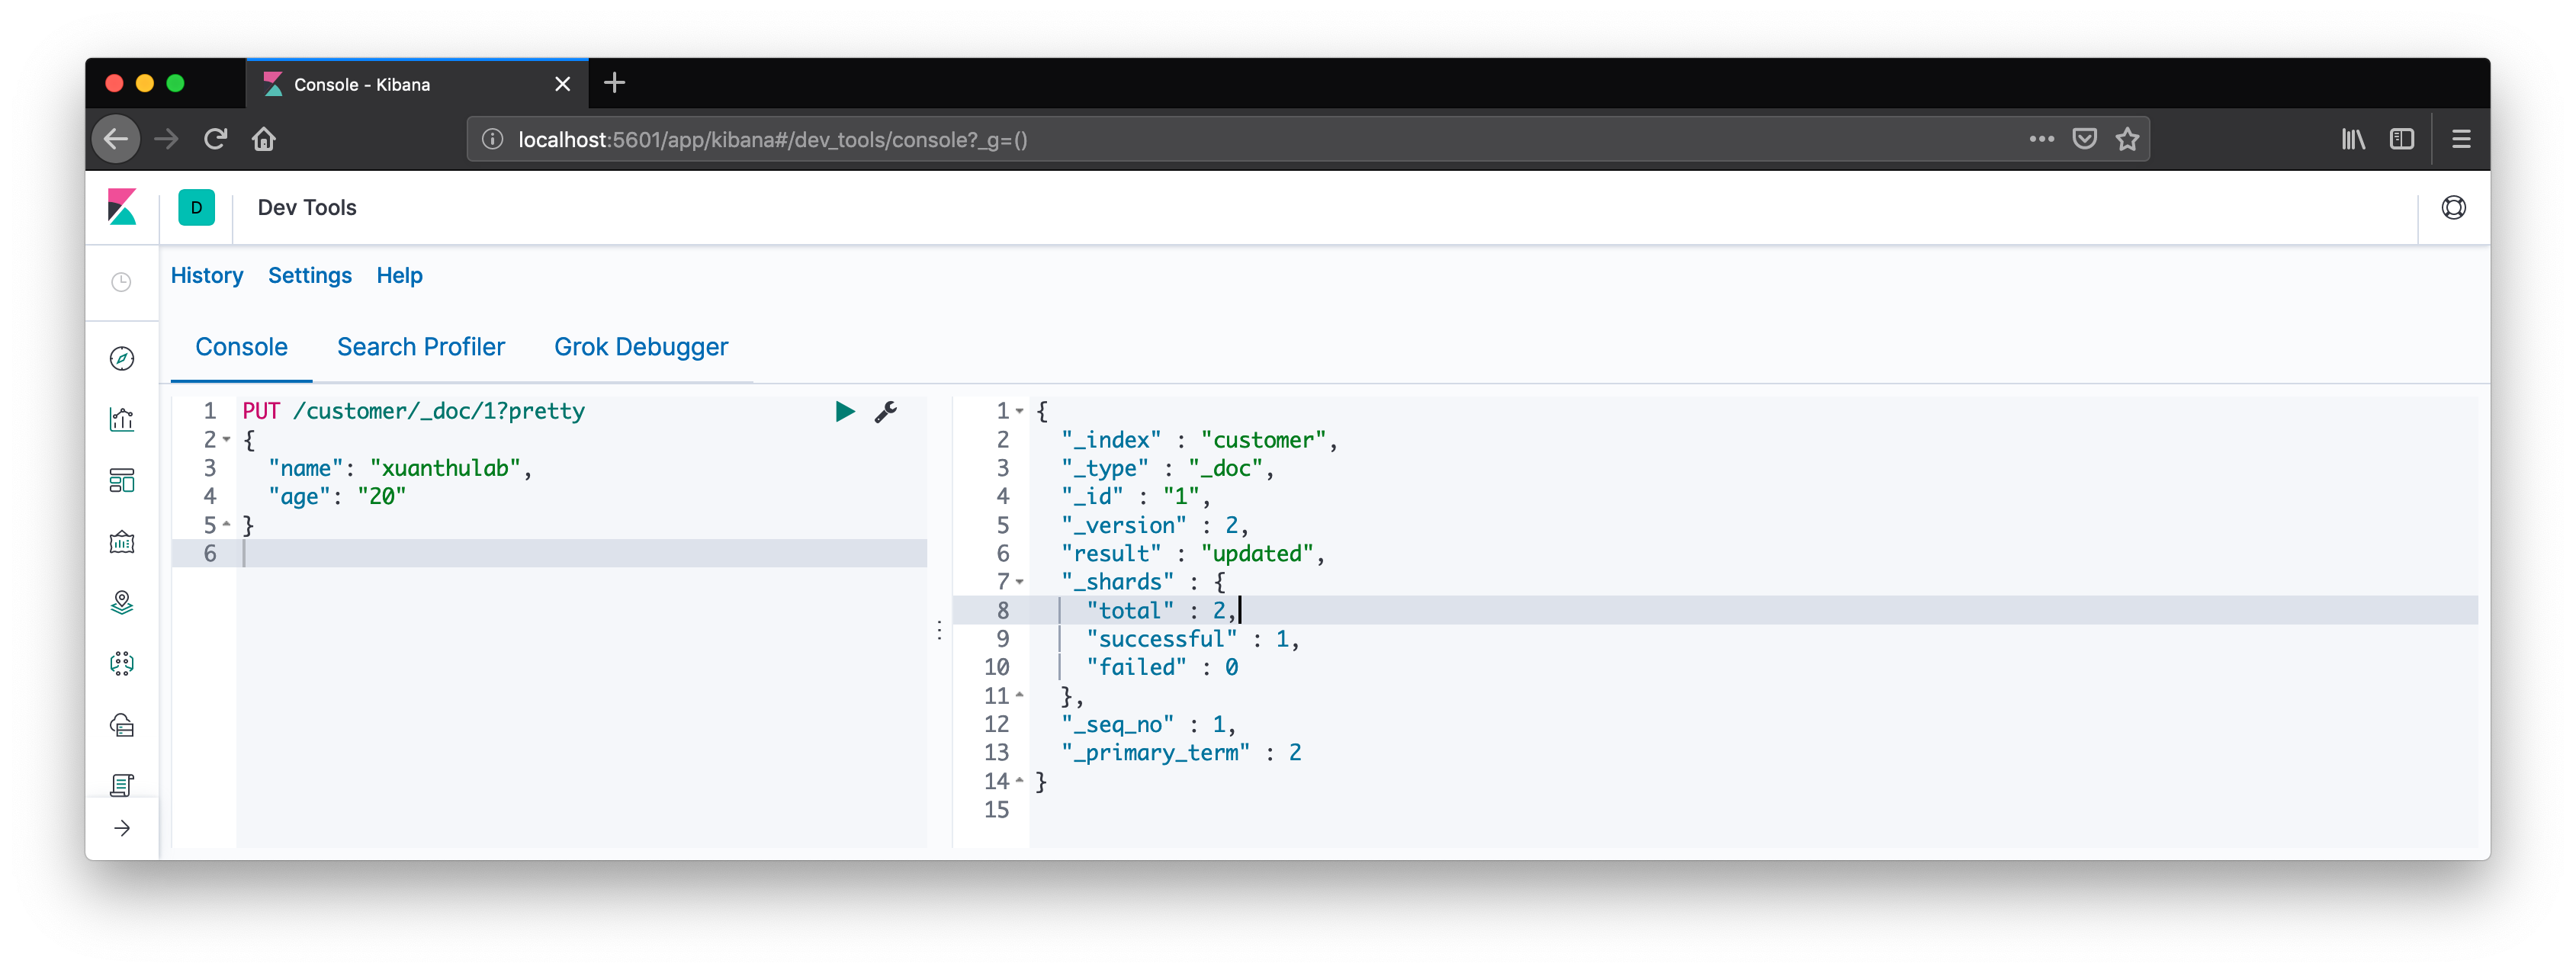 Console - Kibana
localhost:5601/app/kibana#/dev_tools/console?_g=()
D Dev Tools
History Settings Help
Console Search Profiler Grok Debugger
1 PUT /customer/_doc/1?pretty
2 {
3 "name": "xuanthulab",
4 "age": "20"
5 }
6
1 {
2 "_index" : "customer",
3 "_type" : "_doc",
4 "_id" : "1",
5 "_version" : 2,
6 "result" : "updated",
7 "_shards" : {
8 "total" : 2,
9 "successful" : 1,
10 "failed" : 0
11 },
12 "_seq_no" : 1,
13 "_primary_term" : 2
14 }
15